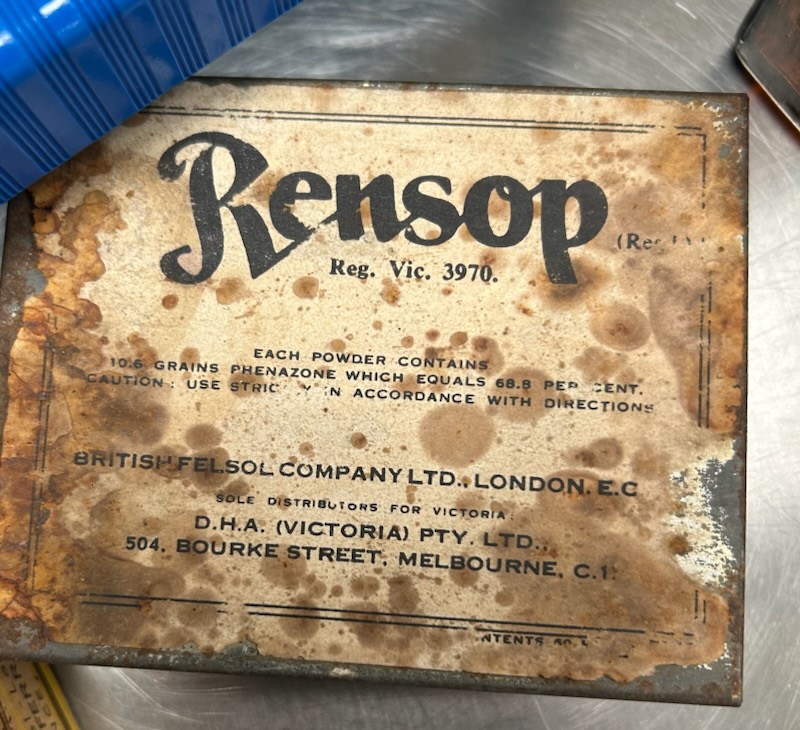 Rensop
Reg. Vic. 3970.
EACH POWDER CONTAINS
10.6 GRAINS PHENAZONE WHICH EQUALS 68.8 PER CENT.
CAUTION: USE STRICTLY IN ACCORDANCE WITH DIRECTIONS
BRITISH FELSOL COMPANY LTD., LONDON. E.C
SOLE DISTRIBUTORS FOR VICTORIA
D.H.A. (VICTORIA) PTY. LTD.,
504, BOURKE STREET, MELBOURNE, C.1.